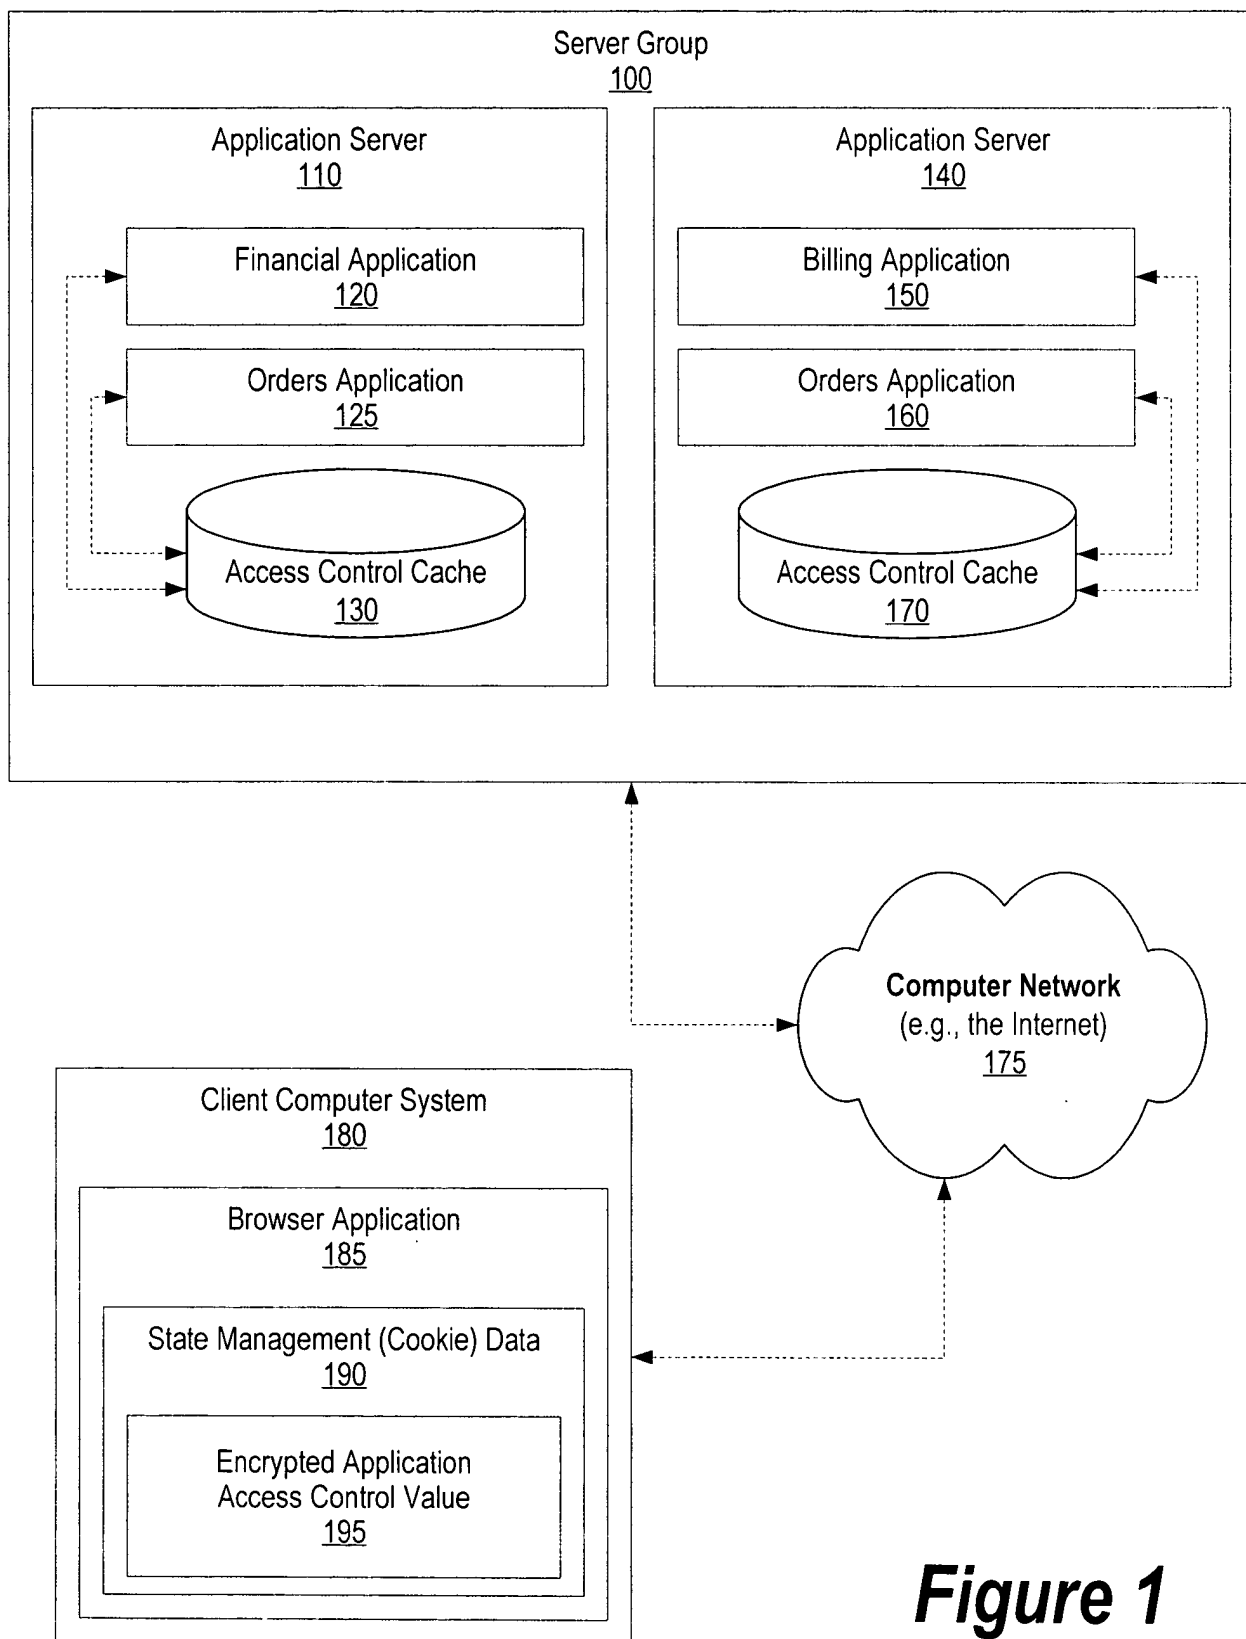 Server Group
100
Application Server
110
Financial Application
120
Orders Application
125
Access Control Cache
130
Application Server
140
Billing Application
150
Orders Application
160
Access Control Cache
170
Computer Network
(e.g., the Internet)
175
Client Computer System
180
Browser Application
185
State Management (Cookie) Data
190
Encrypted Application
Access Control Value
195
Figure 1